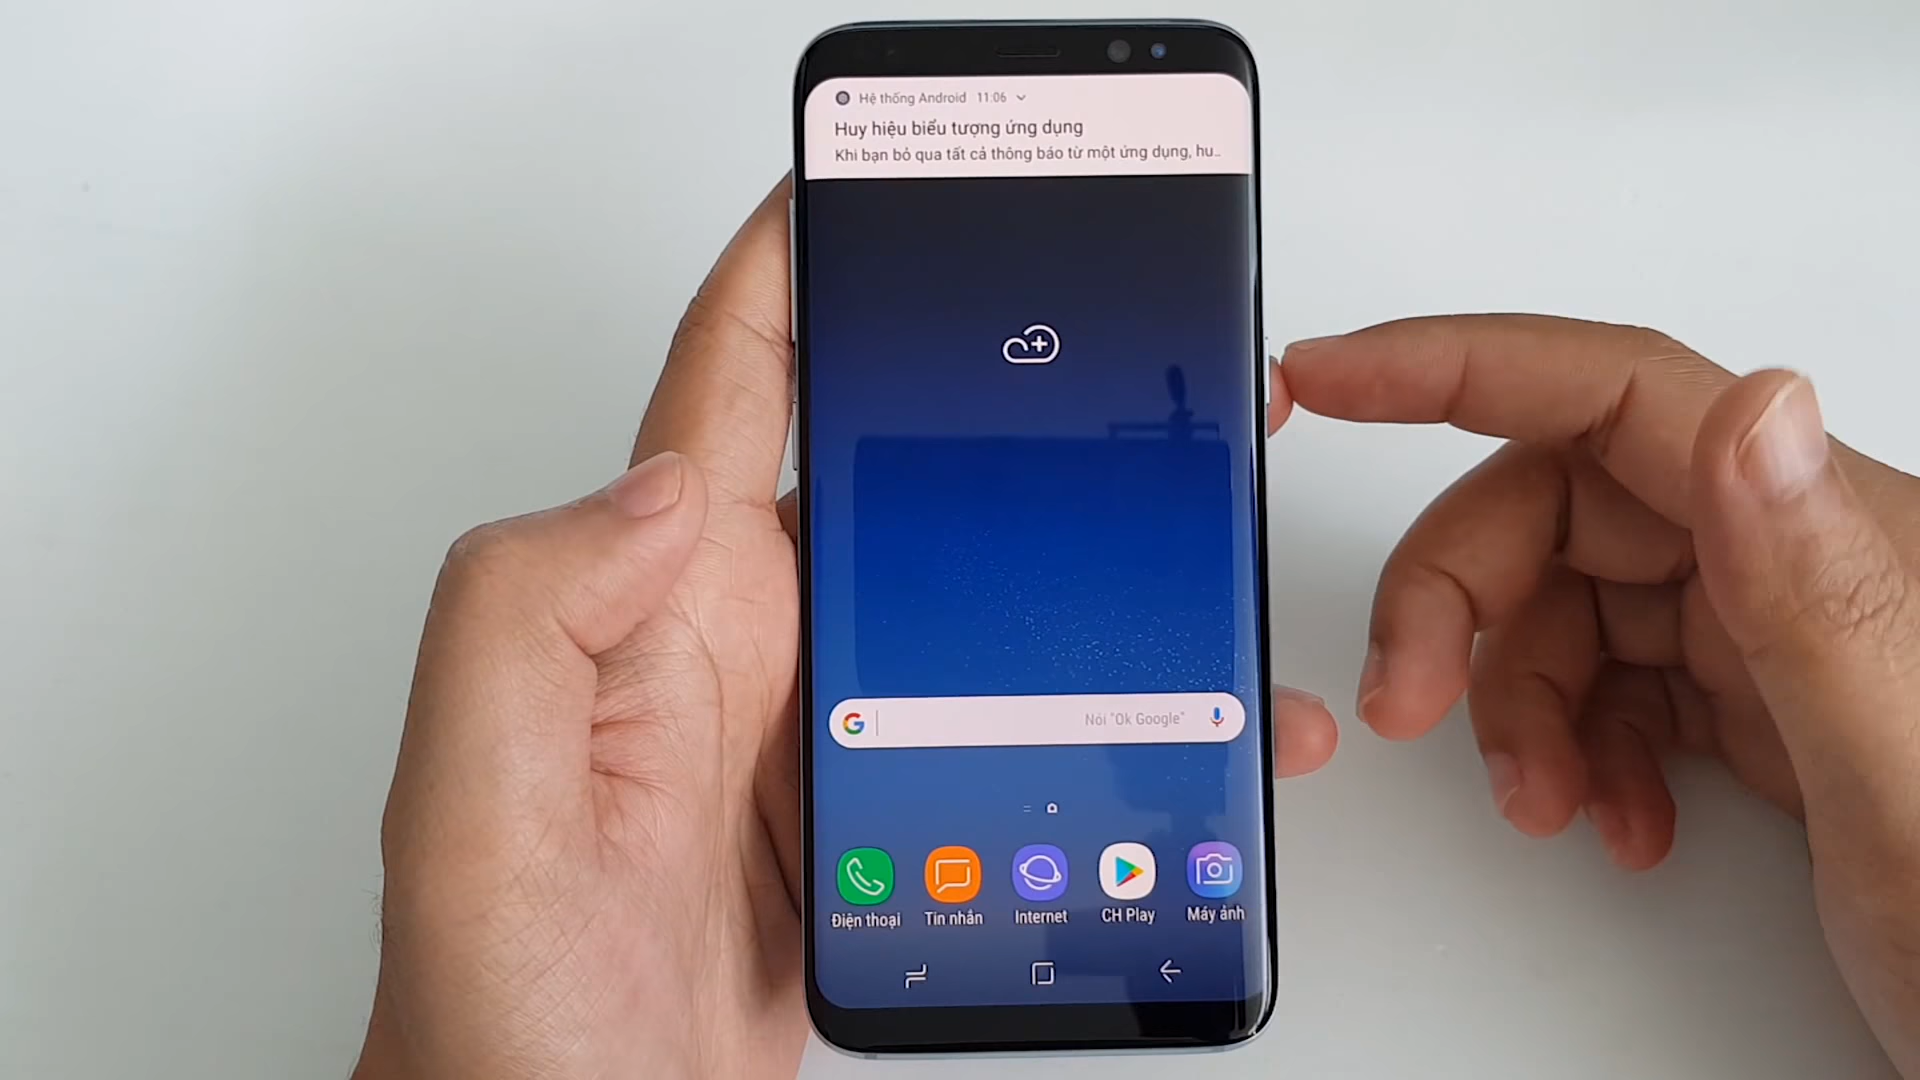 Hệ thống Android 11:06
Huy hiệu biểu tượng ứng dụng
Khi bạn bỏ qua tất cả thông báo từ một ứng dụng, hu...
G Nói "Ok Google"
Điện thoại Tin nhắn Internet CH Play Máy ảnh